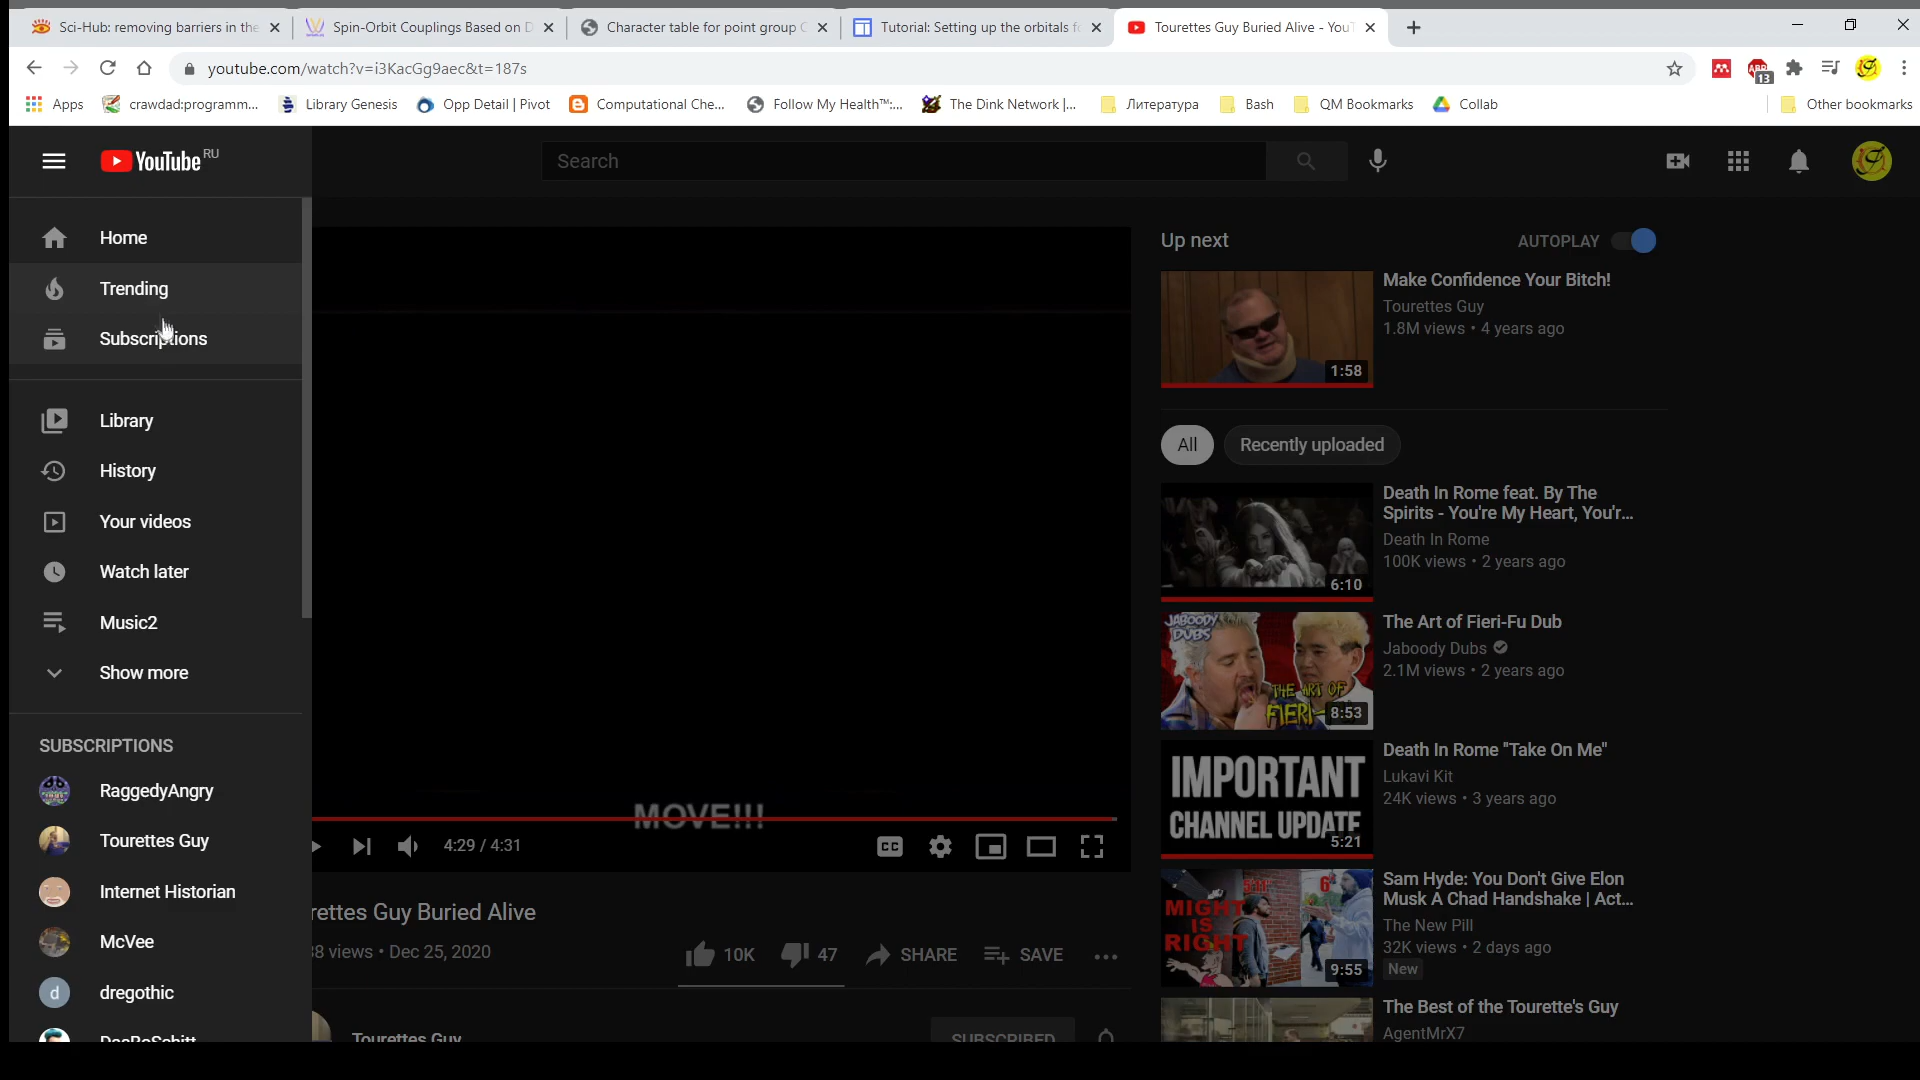 Sci-Hub: removing barriers in the
Spin-Orbit Couplings Based on D
Character table for point group C
Tutorial: Setting up the orbitals f
Tourettes Guy Buried Alive - YouT
youtube.com/watch?v=i3KacGg9aec&t=187s
ABP
13
Apps
crawdad:programm...
Library Genesis
Opp Detail | Pivot
Computational Che...
Follow My Health™:...
The Dink Network |...
Литература
Bash
QM Bookmarks
Collab
Other bookmarks
YouTube RU
Search
Home
Trending
Subscriptions
Library
History
Your videos
Watch later
Music2
Show more
SUBSCRIPTIONS
RaggedyAngry
Tourettes Guy
Internet Historian
McVee
d
dregothic
MOVE!!!
4:29 / 4:31
CC
rettes Guy Buried Alive
38 views • Dec 25, 2020
10K
47
SHARE
SAVE
Tourettes Guy
SUBSCRIBED
Up next
AUTOPLAY
Make Confidence Your Bitch!
Tourettes Guy
1.8M views • 4 years ago
1:58
All
Recently uploaded
Death In Rome feat. By The
Spirits - You're My Heart, You'r...
Death In Rome
100K views • 2 years ago
6:10
JABOODY
DUBS
THE ART OF
FIERI-
8:53
The Art of Fieri-Fu Dub
Jaboody Dubs
2.1M views • 2 years ago
IMPORTANT
CHANNEL UPDATE
5:21
Death In Rome "Take On Me"
Lukavi Kit
24K views • 3 years ago
5'11"
6'
MIGHT
IS
RIGHT
9:55
Sam Hyde: You Don't Give Elon
Musk A Chad Handshake | Act...
The New Pill
32K views • 2 days ago
New
The Best of the Tourette's Guy
AgentMrX7